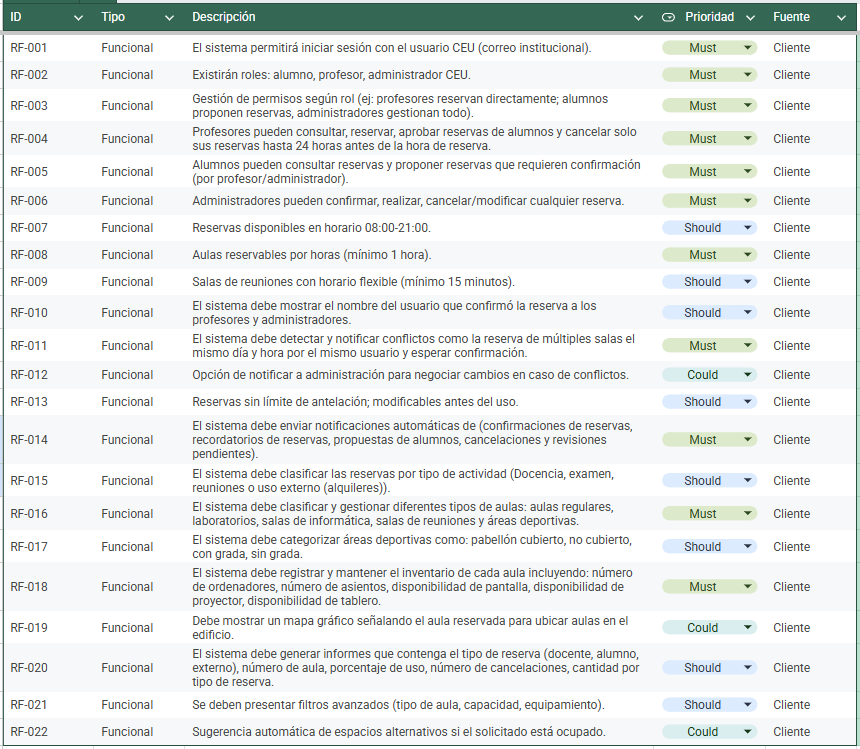 ID Tipo Descripción Prioridad Fuente
RF-001 Funcional El sistema permitirá iniciar sesión con el usuario CEU (correo institucional). Must Cliente
RF-002 Funcional Existirán roles: alumno, profesor, administrador CEU. Must Cliente
RF-003 Funcional Gestión de permisos según rol (ej: profesores reservan directamente; alumnos
proponen reservas, administradores gestionan todo). Must Cliente
RF-004 Funcional Profesores pueden consultar, reservar, aprobar reservas de alumnos y cancelar solo
sus reservas hasta 24 horas antes de la hora de reserva. Must Cliente
RF-005 Funcional Alumnos pueden consultar reservas y proponer reservas que requieren confirmación
(por profesor/administrador). Must Cliente
RF-006 Funcional Administradores pueden confirmar, realizar, cancelar/modificar cualquier reserva. Must Cliente
RF-007 Funcional Reservas disponibles en horario 08:00-21:00. Should Cliente
RF-008 Funcional Aulas reservables por horas (mínimo 1 hora). Must Cliente
RF-009 Funcional Salas de reuniones con horario flexible (mínimo 15 minutos). Should Cliente
RF-010 Funcional El sistema debe mostrar el nombre del usuario que confirmó la reserva a los
profesores y administradores. Should Cliente
RF-011 Funcional El sistema debe detectar y notificar conflictos como la reserva de múltiples salas el
mismo día y hora por el mismo usuario y esperar confirmación. Must Cliente
RF-012 Funcional Opción de notificar a administración para negociar cambios en caso de conflictos. Could Cliente
RF-013 Funcional Reservas sin límite de antelación; modificables antes del uso. Should Cliente
RF-014 Funcional El sistema debe enviar notificaciones automáticas de (confirmaciones de reservas,
recordatorios de reservas, propuestas de alumnos, cancelaciones y revisiones
pendientes). Must Cliente
RF-015 Funcional El sistema debe clasificar las reservas por tipo de actividad (Docencia, examen,
reuniones o uso externo (alquileres)). Should Cliente
RF-016 Funcional El sistema debe clasificar y gestionar diferentes tipos de aulas: aulas regulares,
laboratorios, salas de informática, salas de reuniones y áreas deportivas. Must Cliente
RF-017 Funcional El sistema debe categorizar áreas deportivas como: pabellón cubierto, no cubierto,
con grada, sin grada. Should Cliente
RF-018 Funcional El sistema debe registrar y mantener el inventario de cada aula incluyendo: número
de ordenadores, número de asientos, disponibilidad de pantalla, disponibilidad de
proyector, disponibilidad de tablero. Must Cliente
RF-019 Funcional Debe mostrar un mapa gráfico señalando el aula reservada para ubicar aulas en el
edificio. Could Cliente
RF-020 Funcional El sistema debe generar informes que contenga el tipo de reserva (docente, alumno,
externo), número de aula, porcentaje de uso, número de cancelaciones, cantidad por
tipo de reserva. Should Cliente
RF-021 Funcional Se deben presentar filtros avanzados (tipo de aula, capacidad, equipamiento). Should Cliente
RF-022 Funcional Sugerencia automática de espacios alternativos si el solicitado está ocupado. Could Cliente